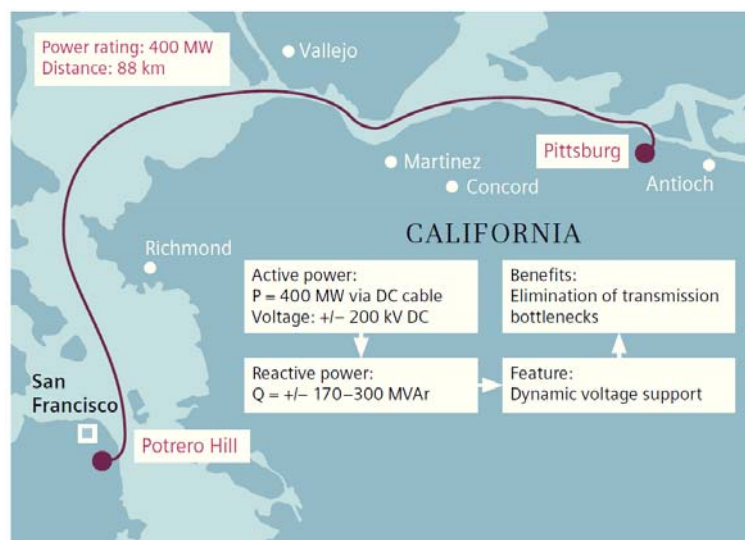 Power rating: 400 MW
Distance: 88 km
Vallejo
Martinez
Concord
Pittsburg
Antioch
CALIFORNIA
Richmond
Active power:
P = 400 MW via DC cable
Voltage: +/– 200 kV DC
Benefits:
Elimination of transmission
bottlenecks
Reactive power:
Q = +/– 170–300 MVAr
Feature:
Dynamic voltage support
San
Francisco
Potrero Hill